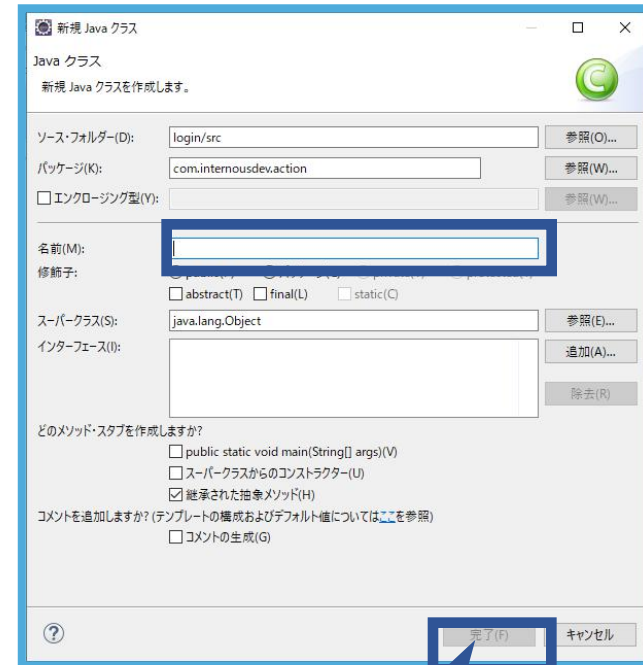 新規 Java クラス
Java クラス
新規 Java クラスを作成します。
ソース・フォルダー(D): login/src 参照(O)...
パッケージ(K): com.internousdev.action 参照(W)...
エンクロージング型(Y): 参照(W)...
名前(M):
修飾子:
abstract(T) final(L) static(C)
スーパークラス(S): java.lang.Object 参照(E)...
インターフェース(I): 追加(A)...
除去(R)
どのメソッド・スタブを作成しますか?
public static void main(String[] args)(V)
スーパークラスからのコンストラクター(U)
継承された抽象メソッド(H)
コメントを追加しますか? (テンプレートの構成およびデフォルト値についてはここを参照)
コメントの生成(G)
完了(F) キャンセル